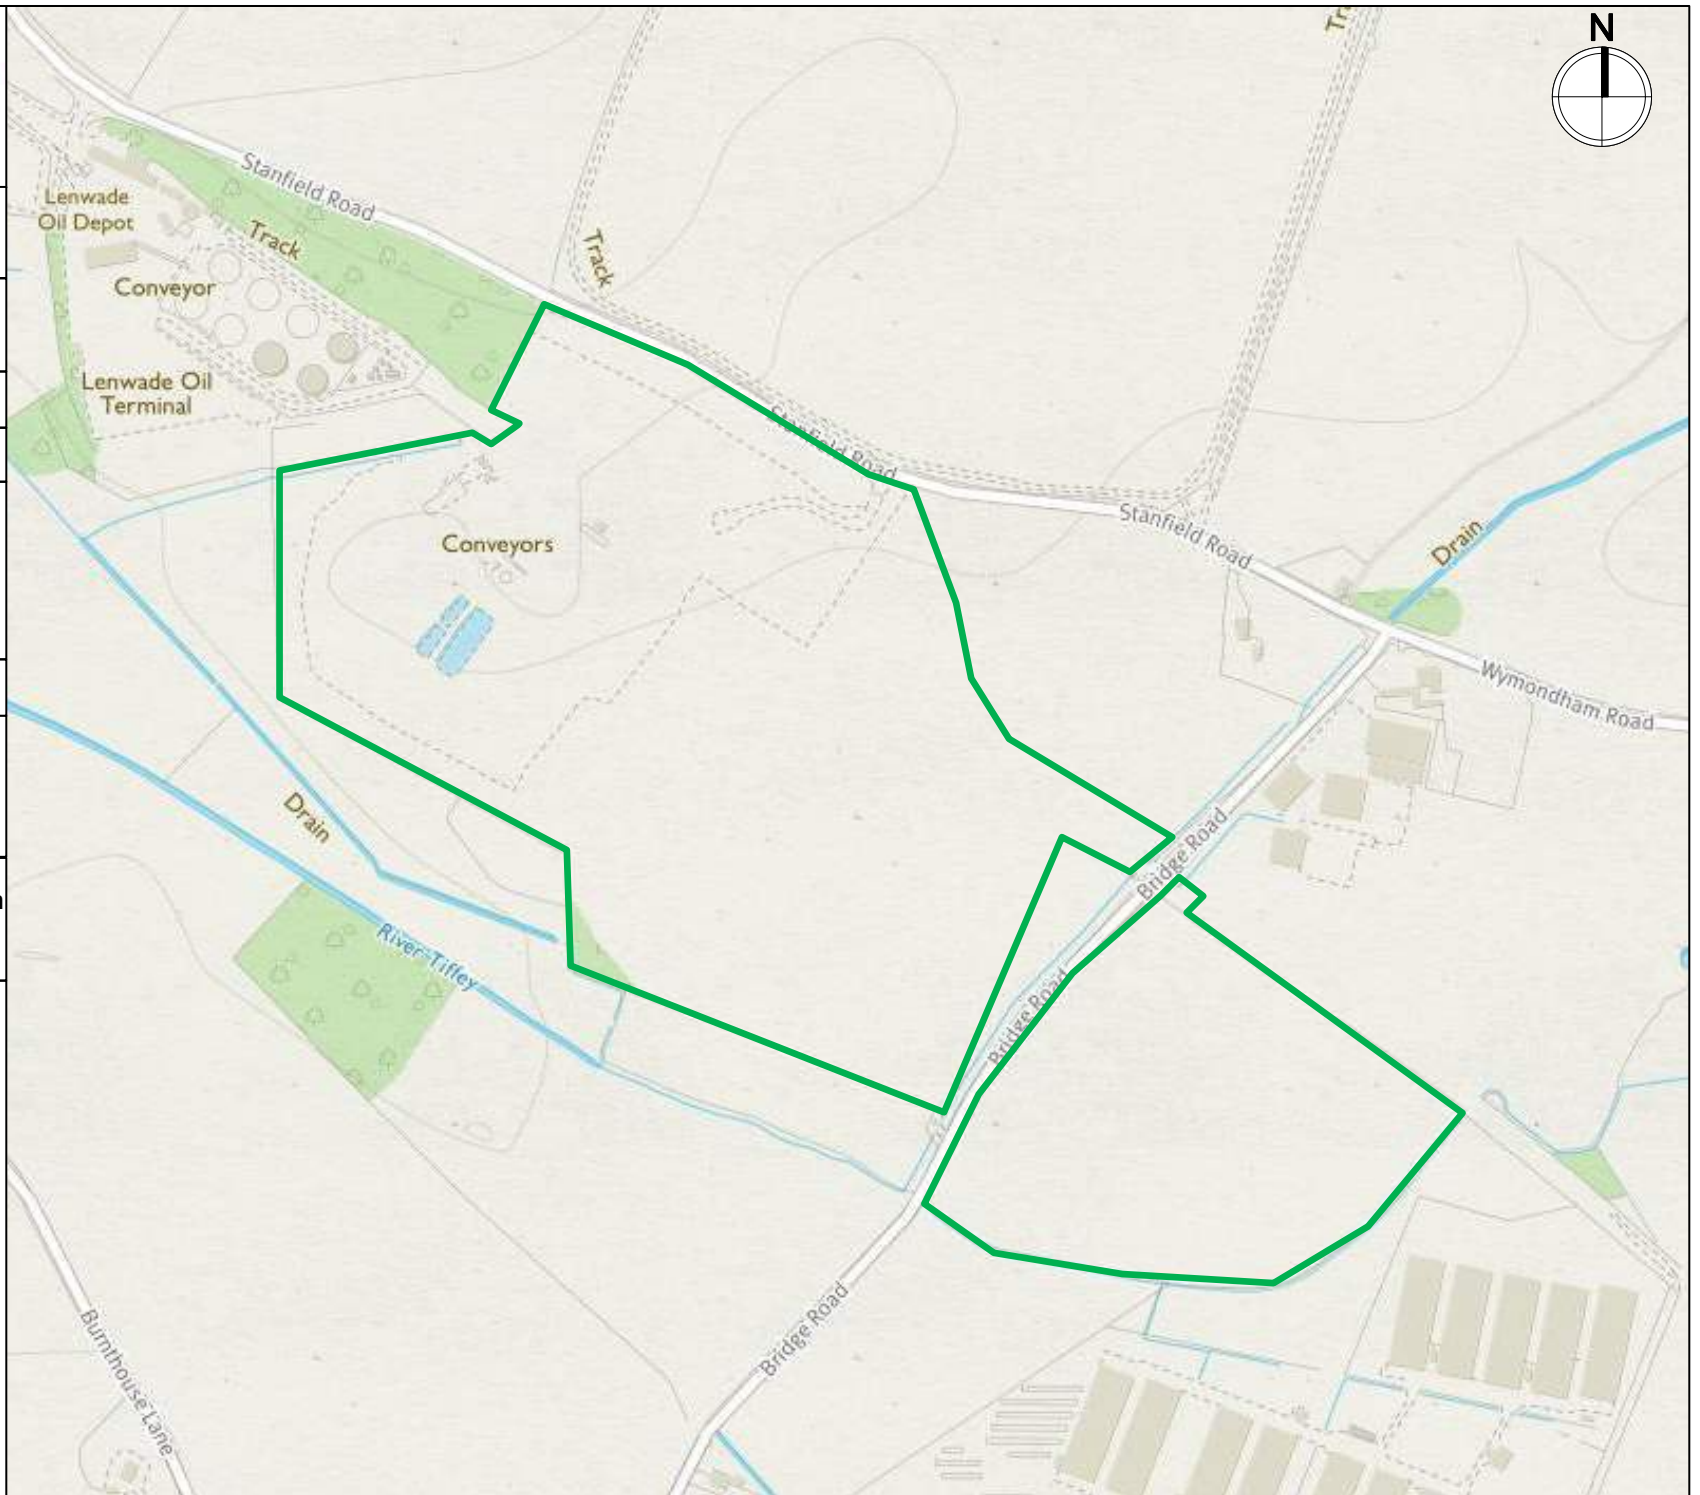 N
Stanfield Road
Lenwade
Oil Depot
Track
Track
Conveyor
Lenwade Oil
Terminal
Stanfield Road
Stanfield Road
Conveyors
Drain
Wymondham Road
Drain
Bridge Road
River Tiffey
Bridge Road
Bridge Road
Burnthouse Lane